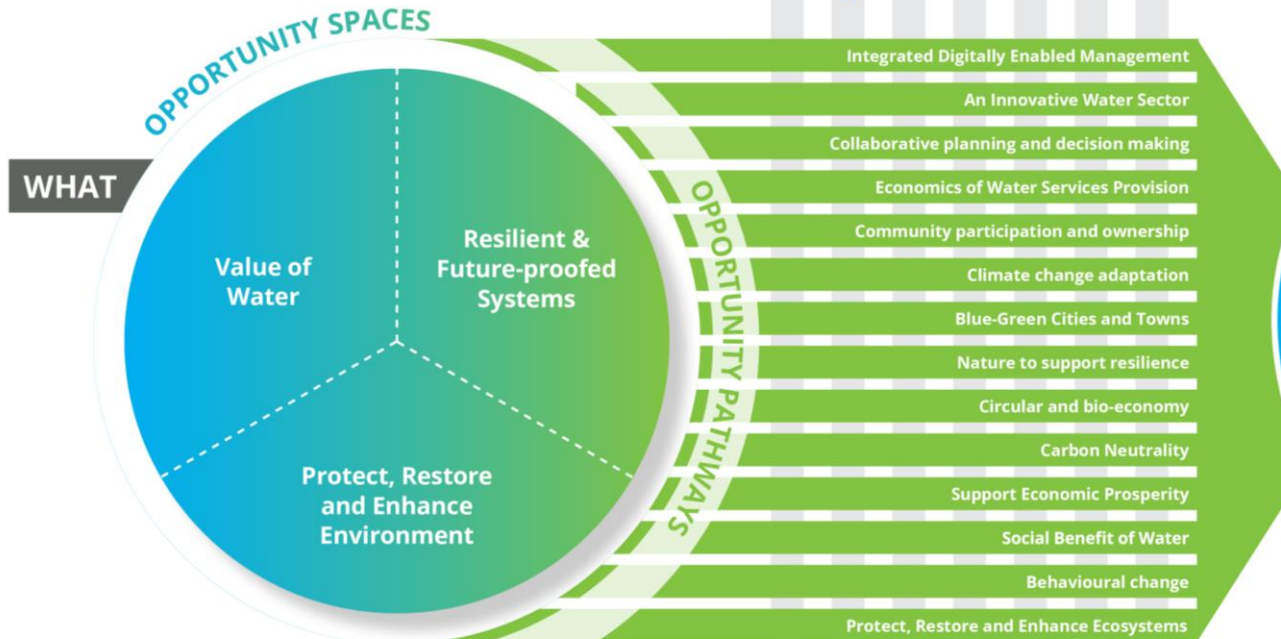 OPPORTUNITY SPACES
WHAT
Value of
Water
Resilient &
Future-proofed
Systems
Protect, Restore
and Enhance
Environment
OPPORTUNITY PATHWAYS
Integrated Digitally Enabled Management
An Innovative Water Sector
Collaborative planning and decision making
Economics of Water Services Provision
Community participation and ownership
Climate change adaptation
Blue-Green Cities and Towns
Nature to support resilience
Circular and bio-economy
Carbon Neutrality
Support Economic Prosperity
Social Benefit of Water
Behavioural change
Protect, Restore and Enhance Ecosystems